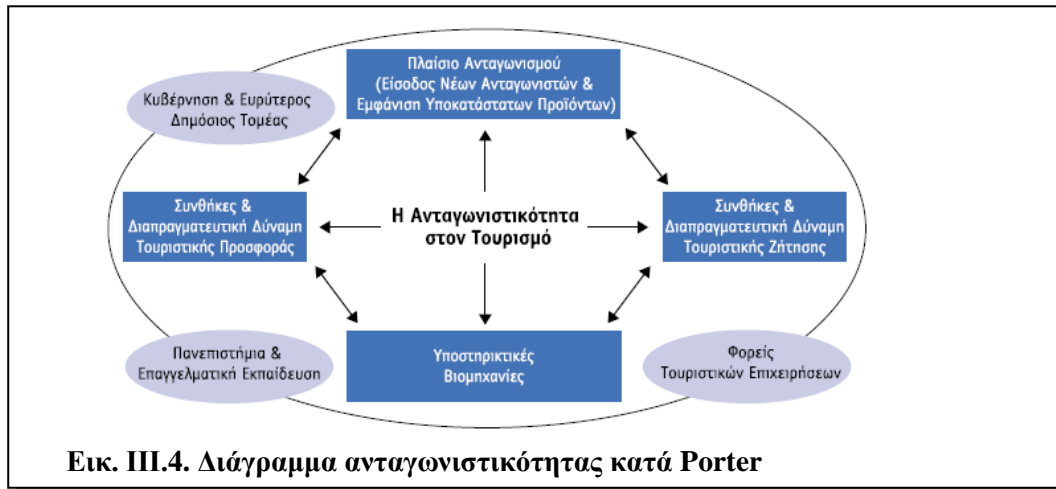 Πλαίσιο Ανταγωνισμού
(Είσοδος Νέων Ανταγωνιστών &
Εμφάνιση Υποκατάστατων Προϊόντων)
Κυβέρνηση & Ευρύτερος
Δημόσιος Τομέας
Συνθήκες &
Διαπραγματευτική Δύναμη
Τουριστικής Προσφοράς
Η Ανταγωνιστικότητα
στον Τουρισμό
Συνθήκες &
Διαπραγματευτική Δύναμη
Τουριστικής Ζήτησης
Πανεπιστήμια &
Επαγγελματική Εκπαίδευση
Υποστηρικτικές
Βιομηχανίες
Φορείς
Τουριστικών Επιχειρήσεων
Εικ. ΙΙΙ.4. Διάγραμμα ανταγωνιστικότητας κατά Porter